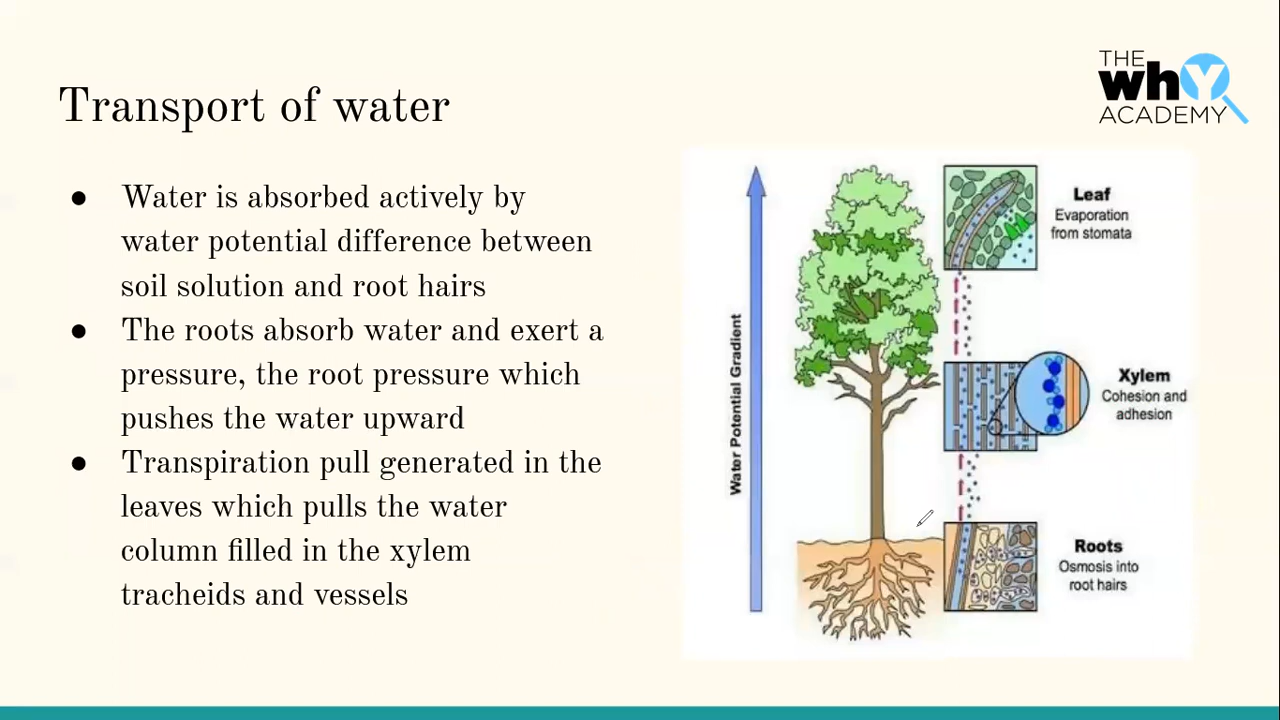 THE
whY
ACADEMY
Transport of water
● Water is absorbed actively by
water potential difference between
soil solution and root hairs
● The roots absorb water and exert a
pressure, the root pressure which
pushes the water upward
● Transpiration pull generated in the
leaves which pulls the water
column filled in the xylem
tracheids and vessels
Water Potential Gradient
Leaf
Evaporation
from stomata
Xylem
Cohesion and
adhesion
Roots
Osmosis into
root hairs